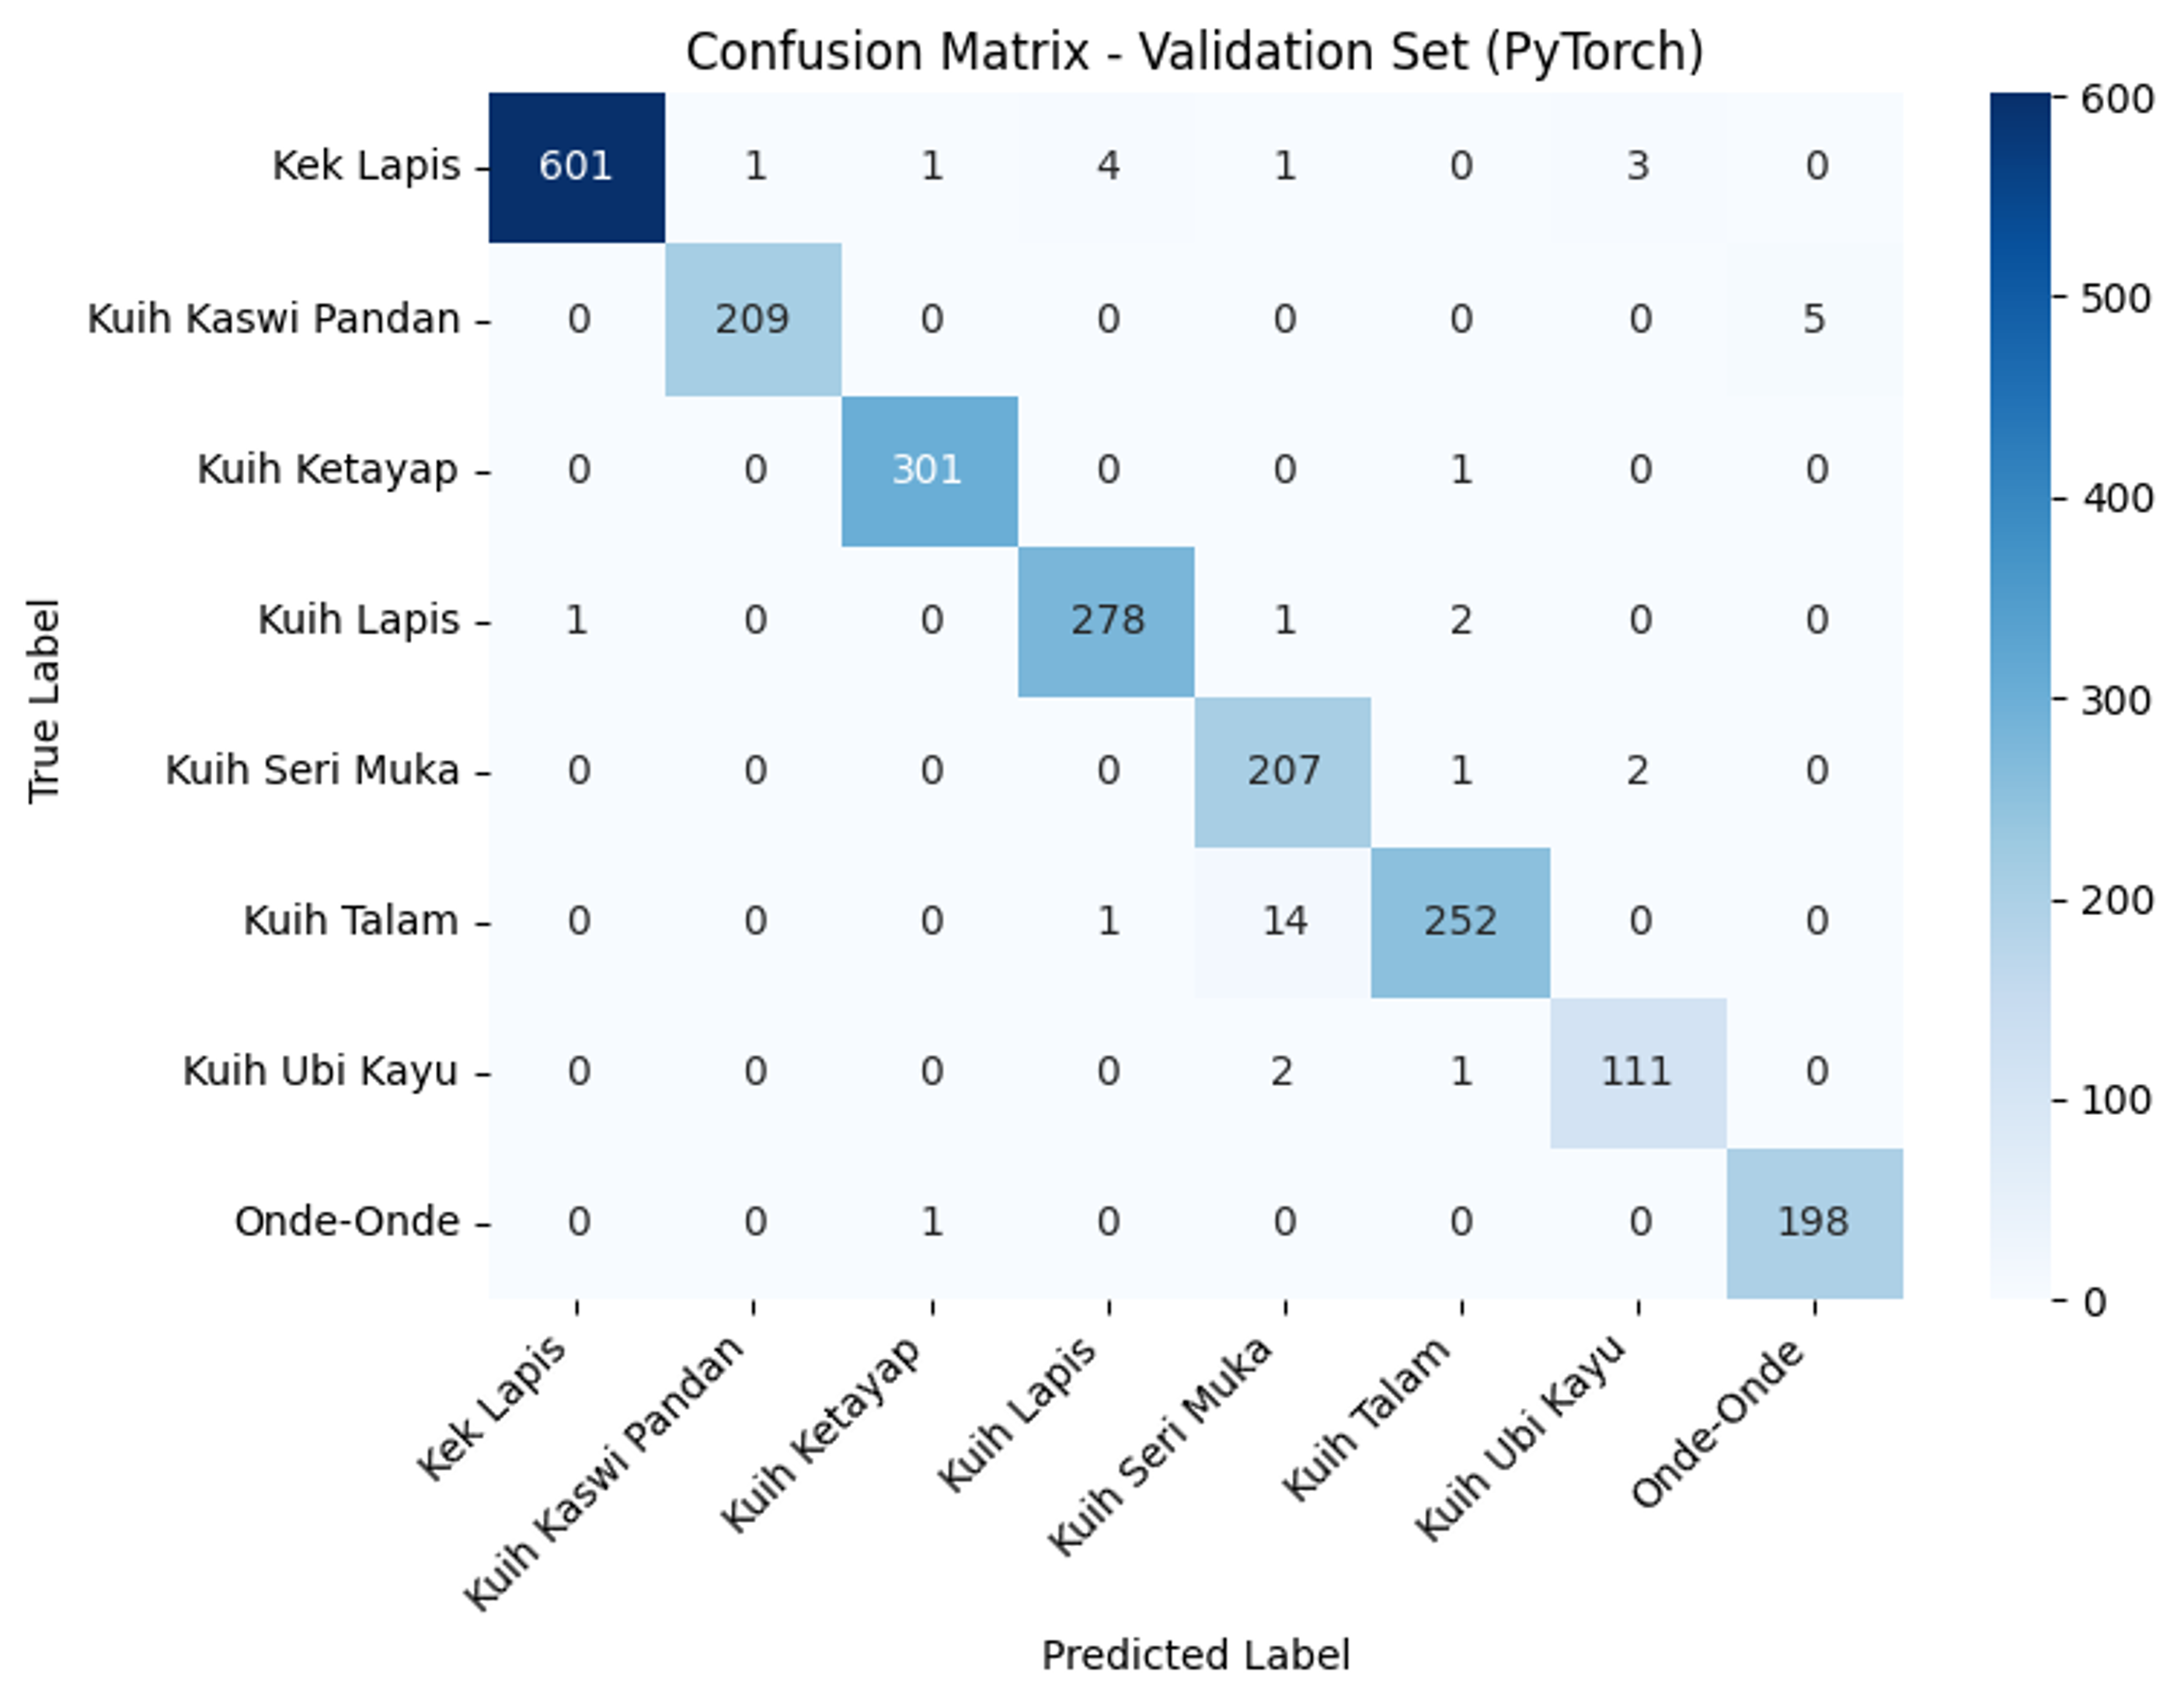 Confusion Matrix - Validation Set (PyTorch)
Kek Lapis 601 1 1 4 1 0 3 0
Kuih Kaswi Pandan 0 209 0 0 0 0 0 5
Kuih Ketayap 0 0 301 0 0 1 0 0
Kuih Lapis 1 0 0 278 1 2 0 0
Kuih Seri Muka 0 0 0 0 207 1 2 0
Kuih Talam 0 0 0 1 14 252 0 0
Kuih Ubi Kayu 0 0 0 0 2 1 111 0
Onde-Onde 0 0 1 0 0 0 0 198
True Label
Kek Lapis
Kuih Kaswi Pandan
Kuih Ketayap
Kuih Lapis
Kuih Seri Muka
Kuih Talam
Kuih Ubi Kayu
Onde-Onde
Predicted Label
600
500
400
300
200
100
0